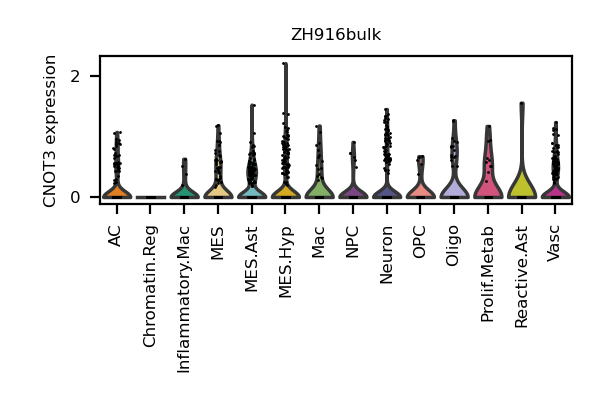 ZH916bulk
CNOT3 expression
2
0
AC
Chromatin.Reg
Inflammatory.Mac
MES
MES.Ast
MES.Hyp
Mac
NPC
Neuron
OPC
Oligo
Prolif.Metab
Reactive.Ast
Vasc